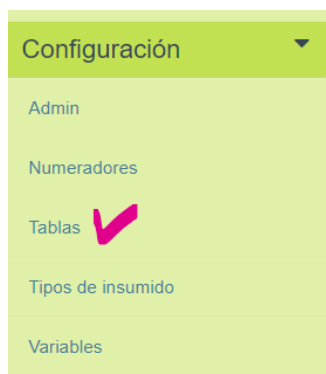 Configuración
Admin
Numeradores
Tablas
Tipos de insumido
Variables